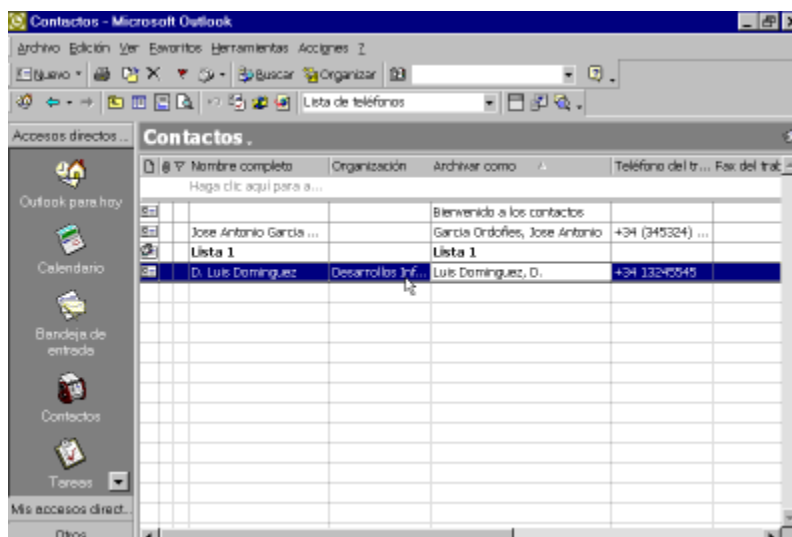 Contactos - Microsoft Outlook
Archivo Edición Ver Favoritos Herramientas Acciones ?
Nuevo Buscar Organizar
Lista de teléfonos
Accesos directos ... Contactos .
Nombre completo Organización Archivar como Teléfono del tr... Fax del trab
Haga clic aquí para a...
Outlook para hoy
Bienvenido a los contactos
Jose Antonio Garcia ... Garcia Ordoñes, Jose Antonio +34 (345324) ...
Lista 1 Lista 1
Calendario
D. Luis Dominguez Desarrollos Inf... Luis Dominguez, D. +34 13245545
Bandeja de
entrada
Contactos
Tareas
Mis accesos direct...
Otros